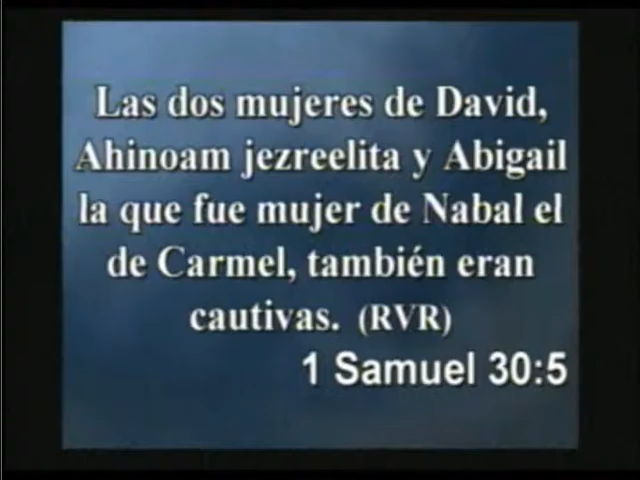 Las dos mujeres de David,
Ahinoam jezreelita y Abigail
la que fue mujer de Nabal el
de Carmel, también eran
cautivas. (RVR)
1 Samuel 30:5